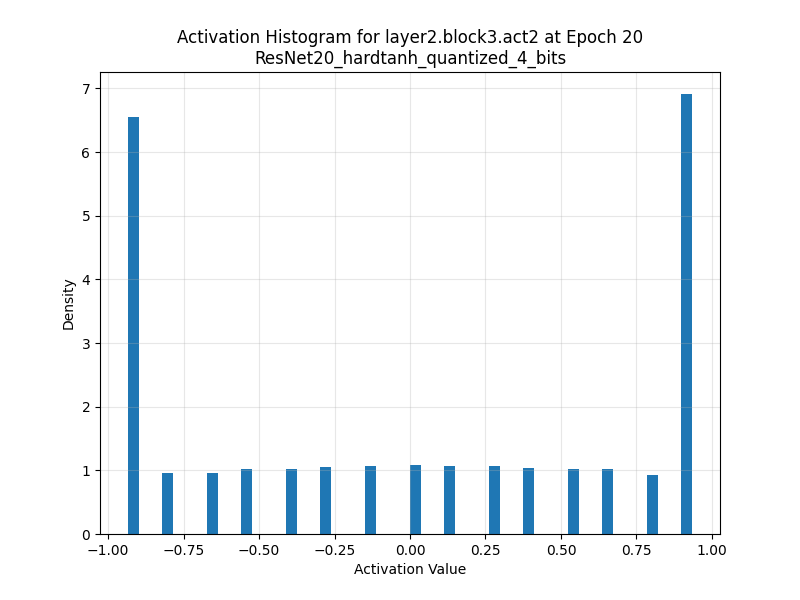 Activation Histogram for layer2.block3.act2 at Epoch 20
ResNet20_hardtanh_quantized_4_bits
7
6
5
4
3
2
1
0
Density
−1.00 −0.75 −0.50 −0.25 0.00 0.25 0.50 0.75 1.00
Activation Value